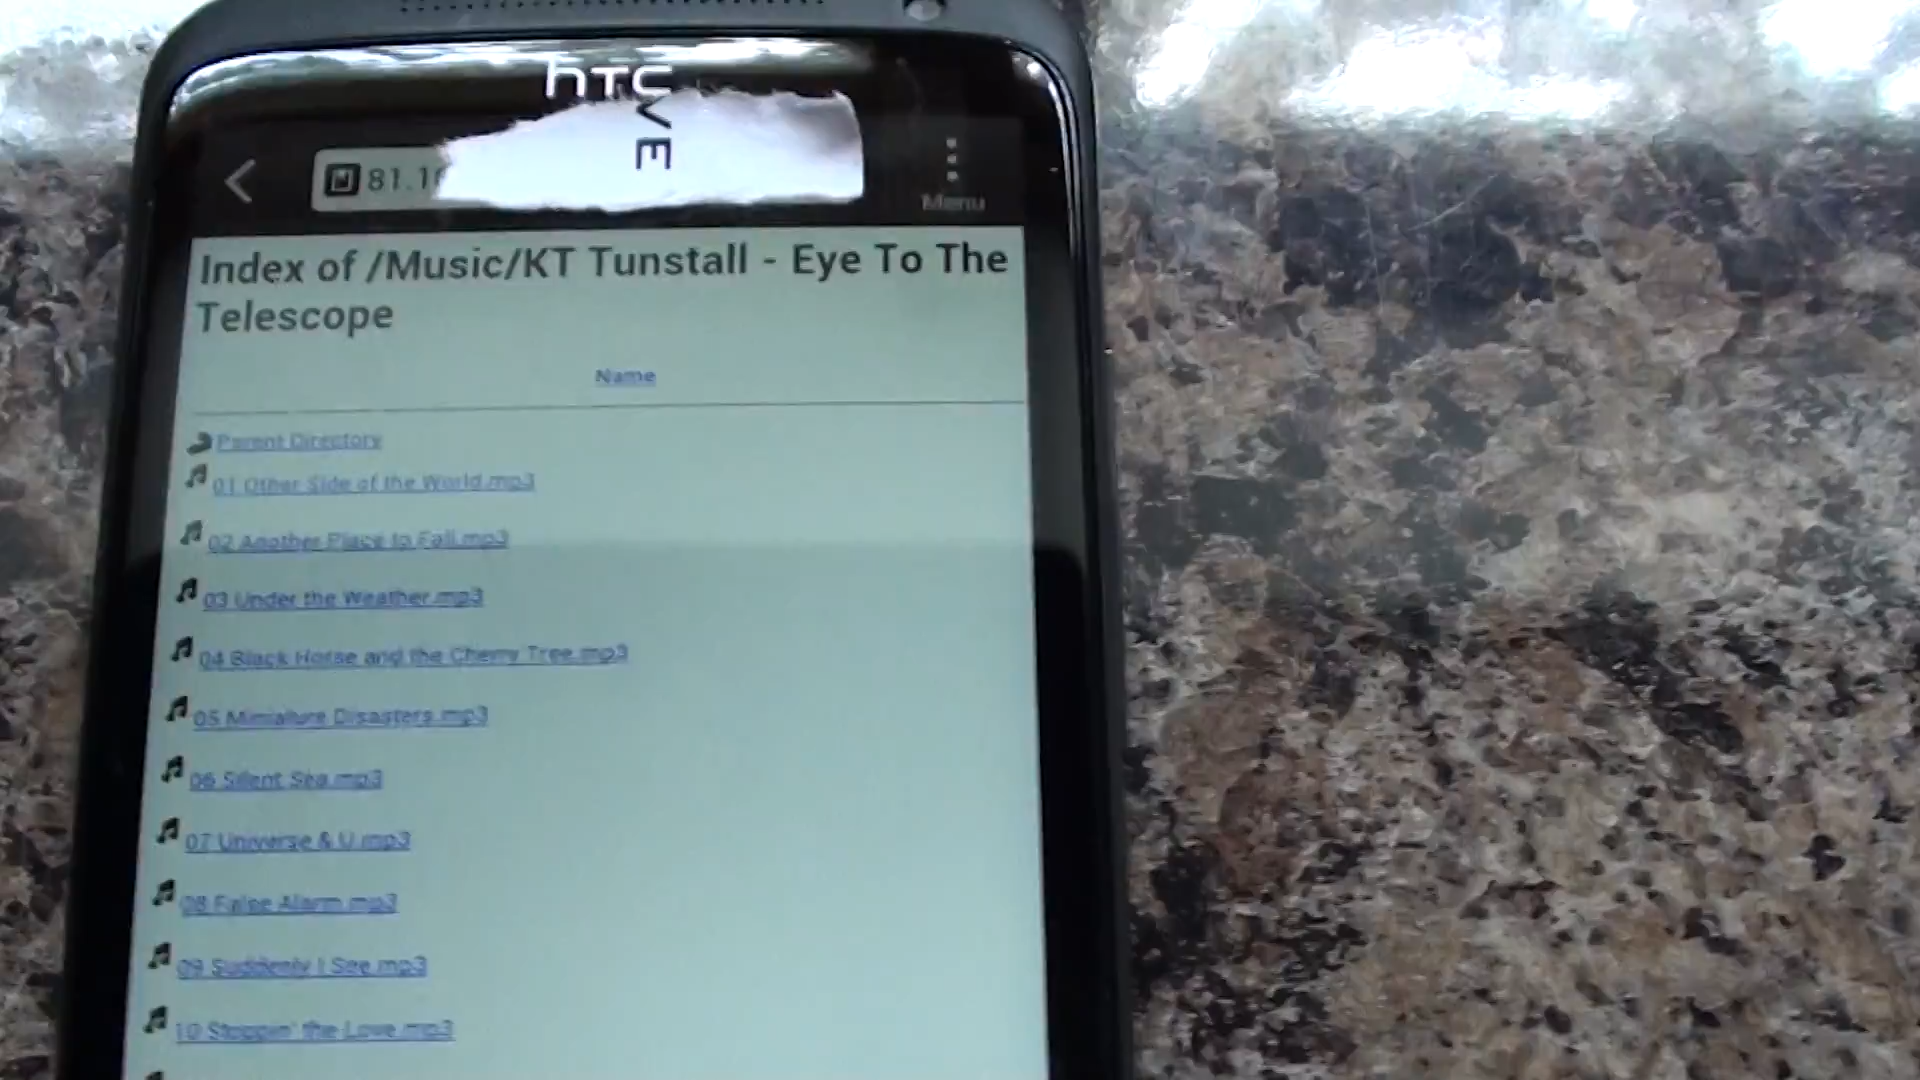 hTC
VE
81.1
Menu
Index of /Music/KT Tunstall - Eye To The
Telescope
Name
Parent Directory
01 Other Side of the World.mp3
02 Another Place to Fall.mp3
03 Under the Weather.mp3
04 Black Horse and the Cherry Tree.mp3
05 Miniature Disasters.mp3
06 Silent Sea.mp3
07 Universe & U.mp3
08 False Alarm.mp3
09 Suddenly I See.mp3
10 Stoppin' the Love.mp3